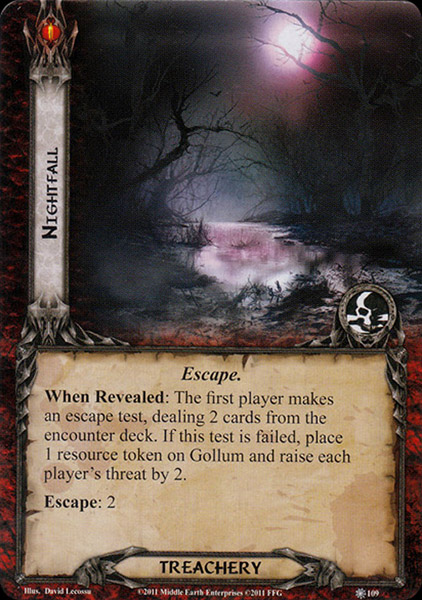 NIGHTFALL
Escape.
When Revealed: The first player makes
an escape test, dealing 2 cards from the
encounter deck. If this test is failed, place
1 resource token on Gollum and raise each
player's threat by 2.
Escape: 2
TREACHERY
Illus. David Lecossu ©2011 Middle Earth Enterprises ©2011 FFG 109